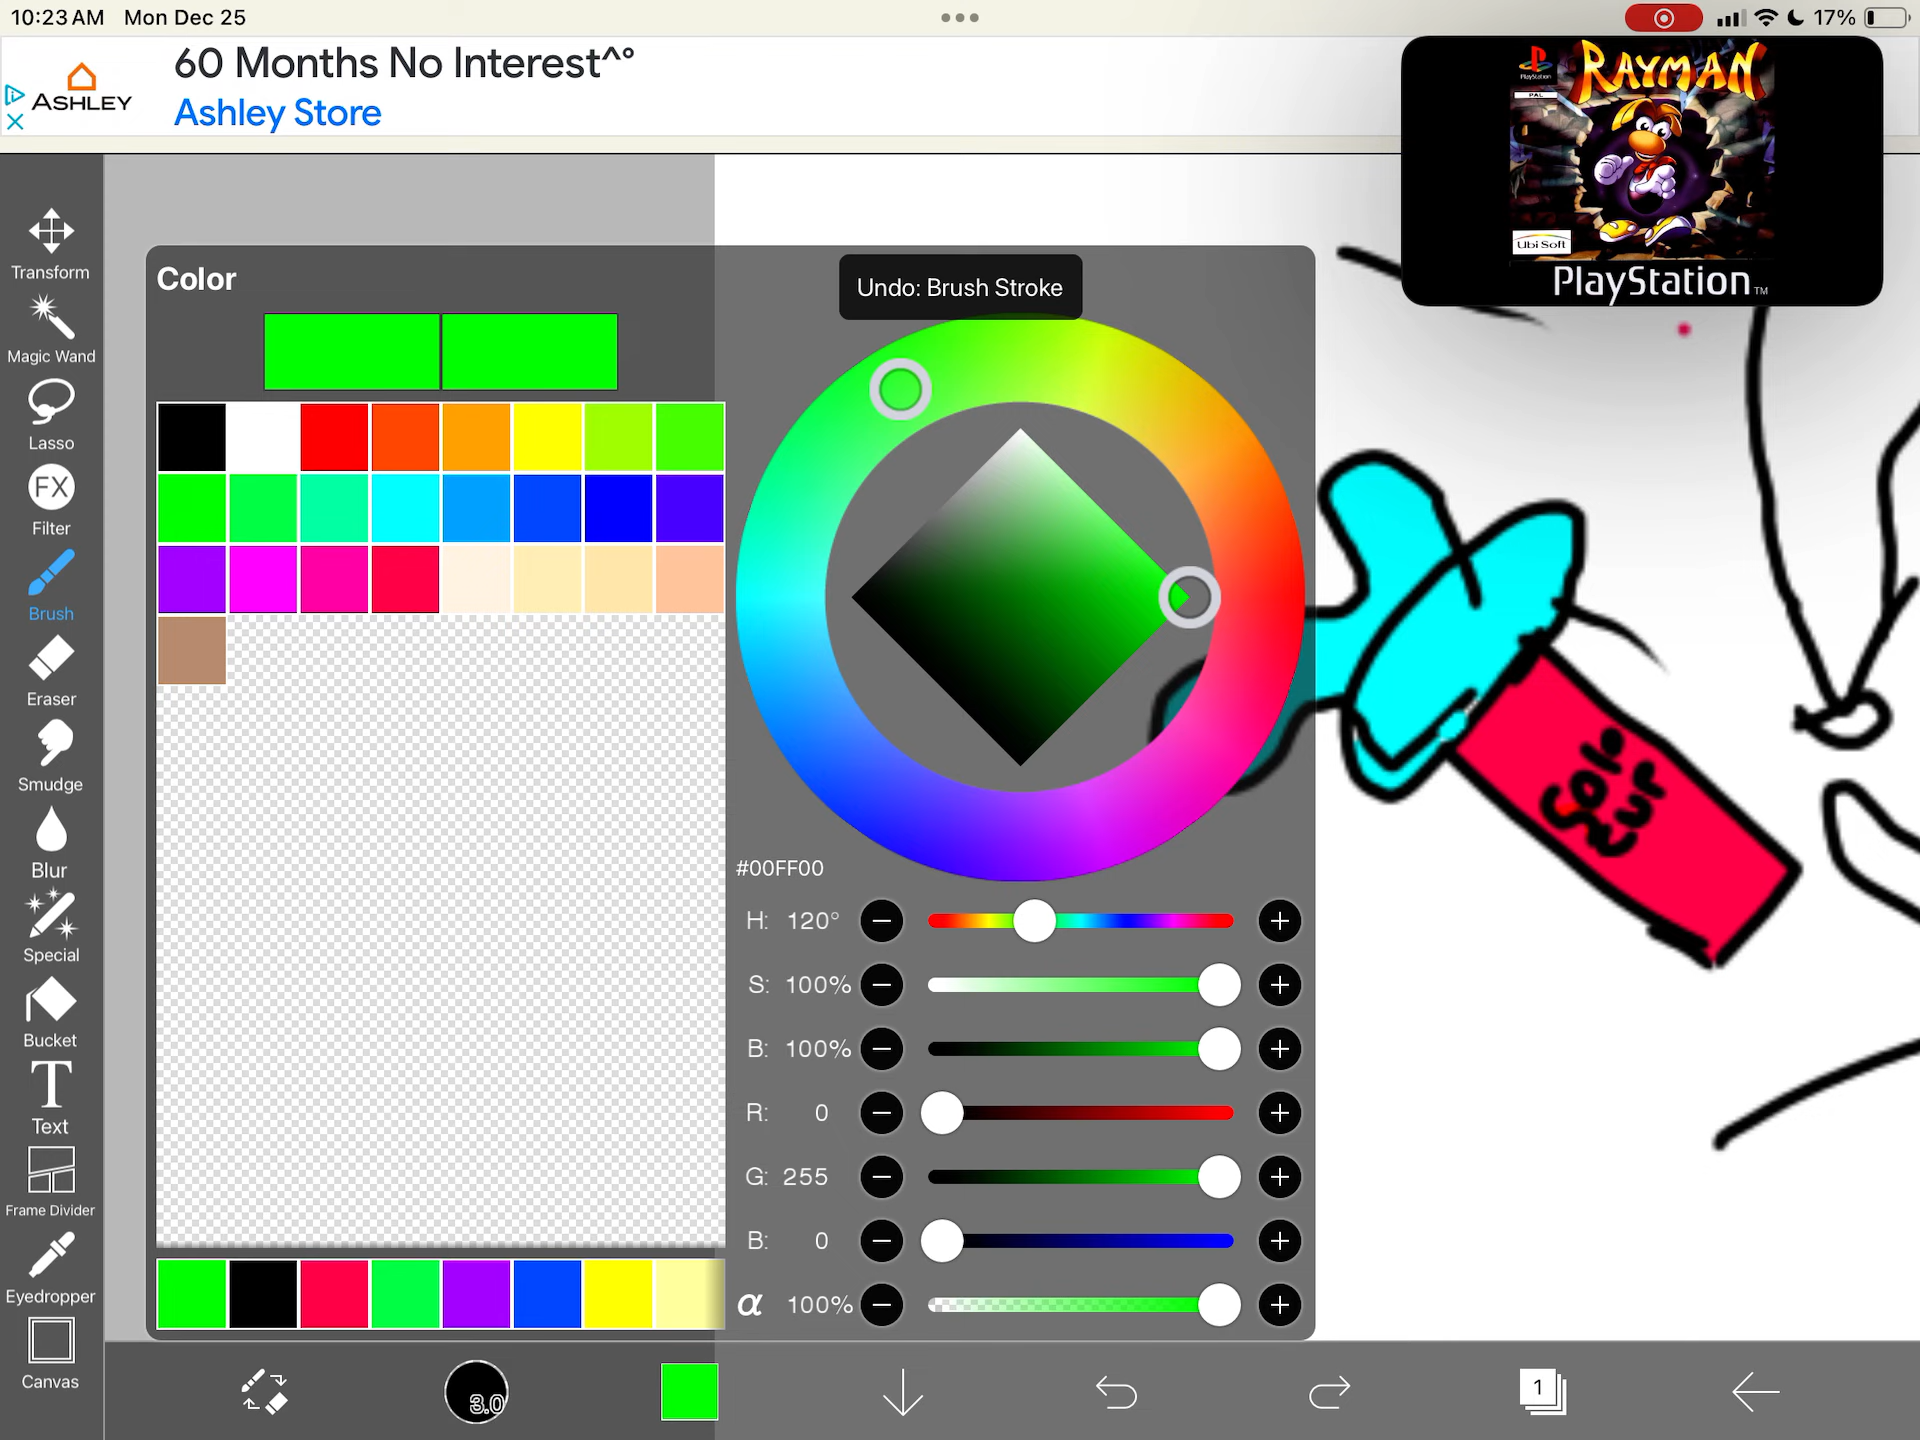 10:23 AM Mon Dec 25
17%
ASHLEY
60 Months No Interest^°
Ashley Store
PlayStation
PAL
RAYMAN
Ubi Soft
PlayStation™
Color
Undo: Brush Stroke
Transform
Magic Wand
Lasso
FX
Filter
Brush
Eraser
Smudge
Blur
Special
Bucket
T
Text
Frame Divider
Eyedropper
Canvas
#00FF00
H: 120°
S: 100%
B: 100%
R: 0
G: 255
B: 0
α 100%
3.0
1